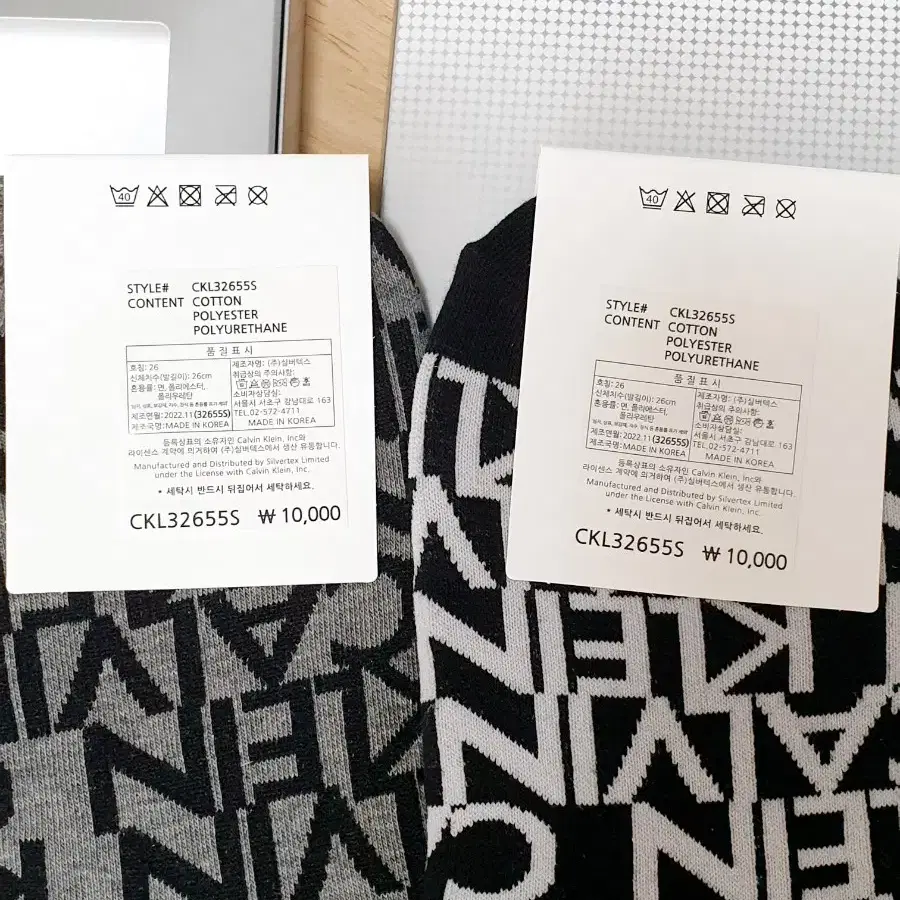 40
STYLE# CKL32655S
CONTENT COTTON
POLYESTER
POLYURETHANE
품 질 표 시
호칭: 26
신체치수(발길이): 26cm
혼용률: 면, 폴리에스터,
폴리우레탄
제조연월: 2022.11(32655S)
제조국명: MADE IN KOREA
제조자명: (주)실버텍스
취급상의 주의사항:
소비자상담실:
서울시 서초구 강남대로 163
TEL.02-572-4711
MADE IN KOREA
등록상표의 소유자인 Calvin Klein, Inc와
라이센스 계약에 의거하여 (주)실버텍스에서 생산 유통합니다.
Manufactured and Distributed by Silvertex Limited
under the License with Calvin Klein, Inc.
* 세탁시 반드시 뒤집어서 세탁하세요.
CKL32655S ₩ 10,000
40
STYLE# CKL32655S
CONTENT COTTON
POLYESTER
POLYURETHANE
품 질 표 시
호칭: 26
신체치수(발길이): 26cm
혼용률: 면, 폴리에스터,
폴리우레탄
제조연월: 2022.11(32655S)
제조국명: MADE IN KOREA
제조자명: (주)실버텍스
취급상의 주의사항:
소비자상담실:
서울시 서초구 강남대로 163
TEL.02-572-4711
MADE IN KOREA
등록상표의 소유자인 Calvin Klein, Inc와
라이센스 계약에 의거하여 (주)실버텍스에서 생산 유통합니다.
Manufactured and Distributed by Silvertex Limited
under the License with Calvin Klein, Inc.
* 세탁시 반드시 뒤집어서 세탁하세요.
CKL32655S ₩ 10,000